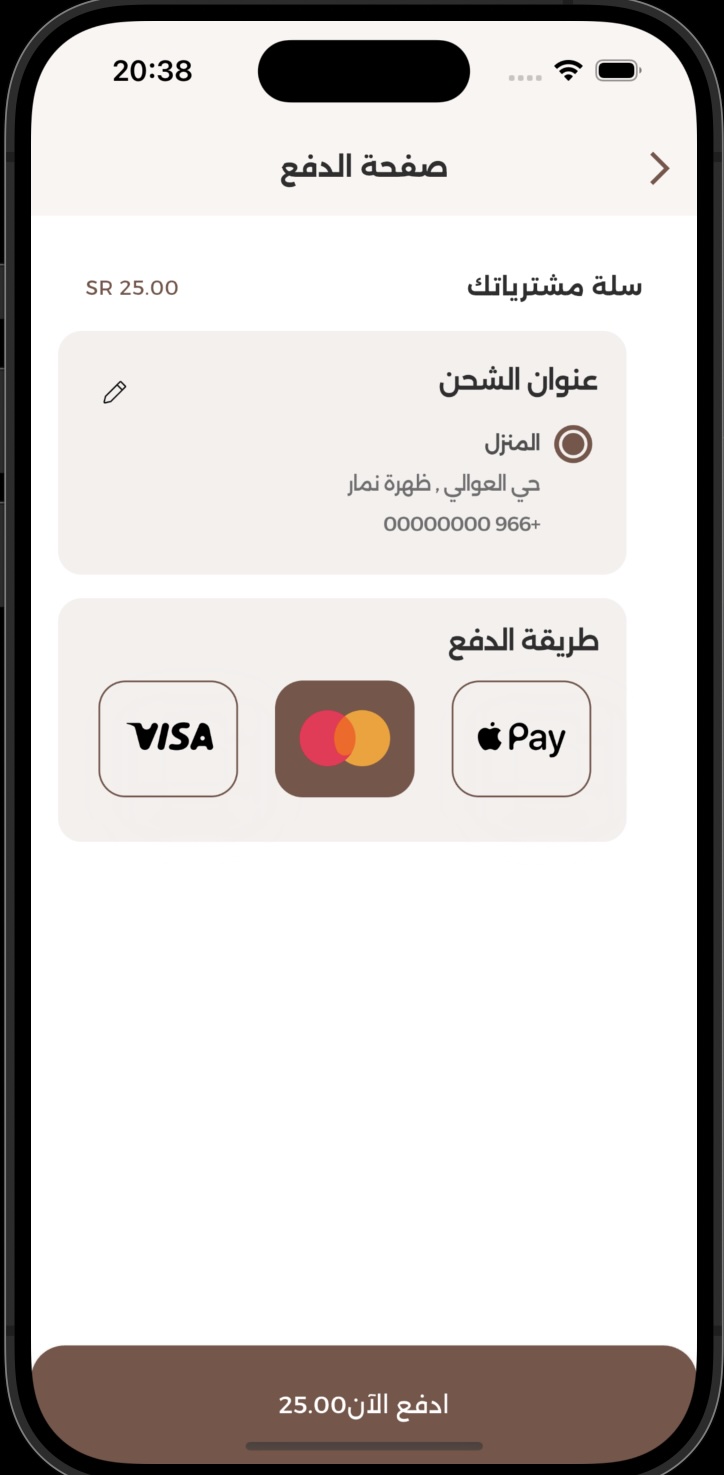 20:38
صفحة الدفع
سلة مشترياتك SR 25.00
عنوان الشحن
المنزل
حي العوالي , ظهرة نمار
+966 00000000
طريقة الدفع
Pay
VISA
ادفع الآن25.00